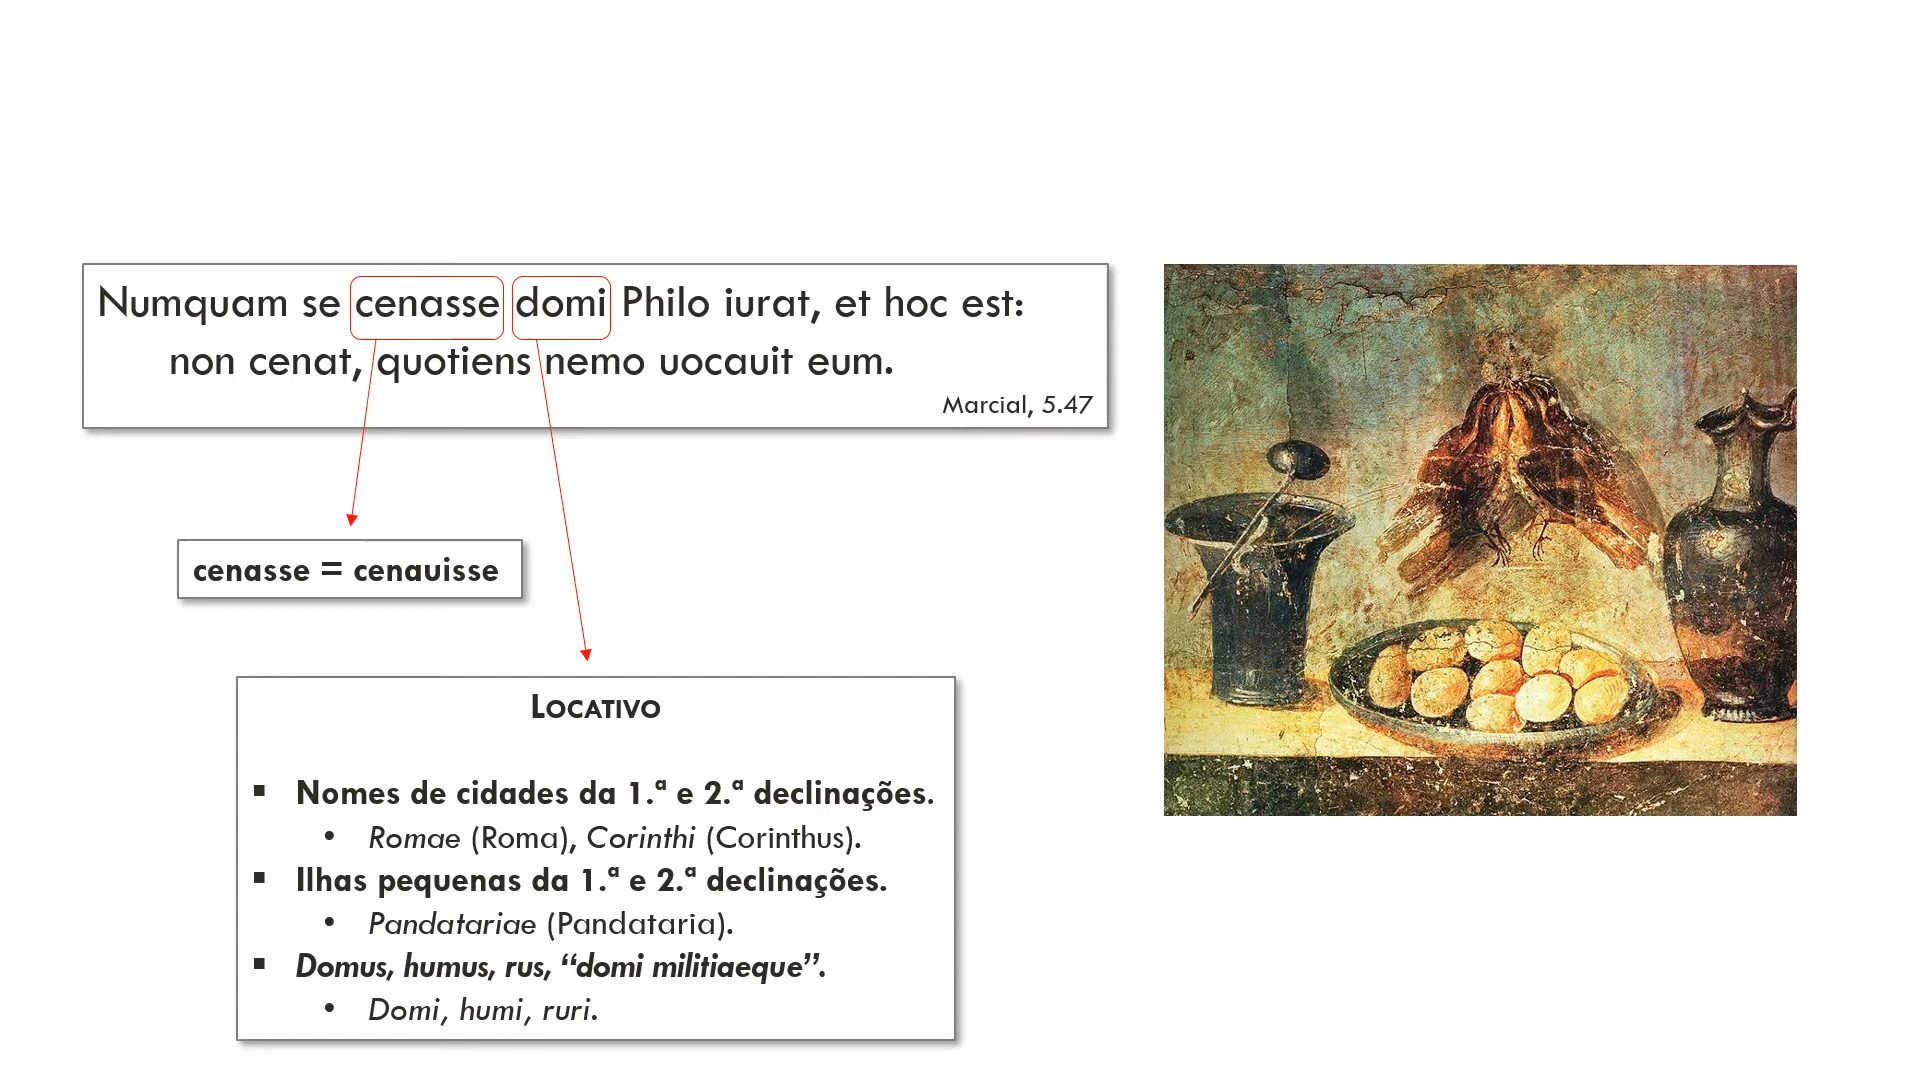 Numquam se cenasse domi Philo iurat, et hoc est:
non cenat, quotiens nemo uocauit eum.
Marcial, 5.47
cenasse = cenauisse
LOCATIVO
▪ Nomes de cidades da 1.ª e 2.ª declinações.
• Romae (Roma), Corinthi (Corinthus).
▪ Ilhas pequenas da 1.ª e 2.ª declinações.
• Pandatariae (Pandataria).
▪ Domus, humus, rus, “domi militiaeque”.
• Domi, humi, ruri.